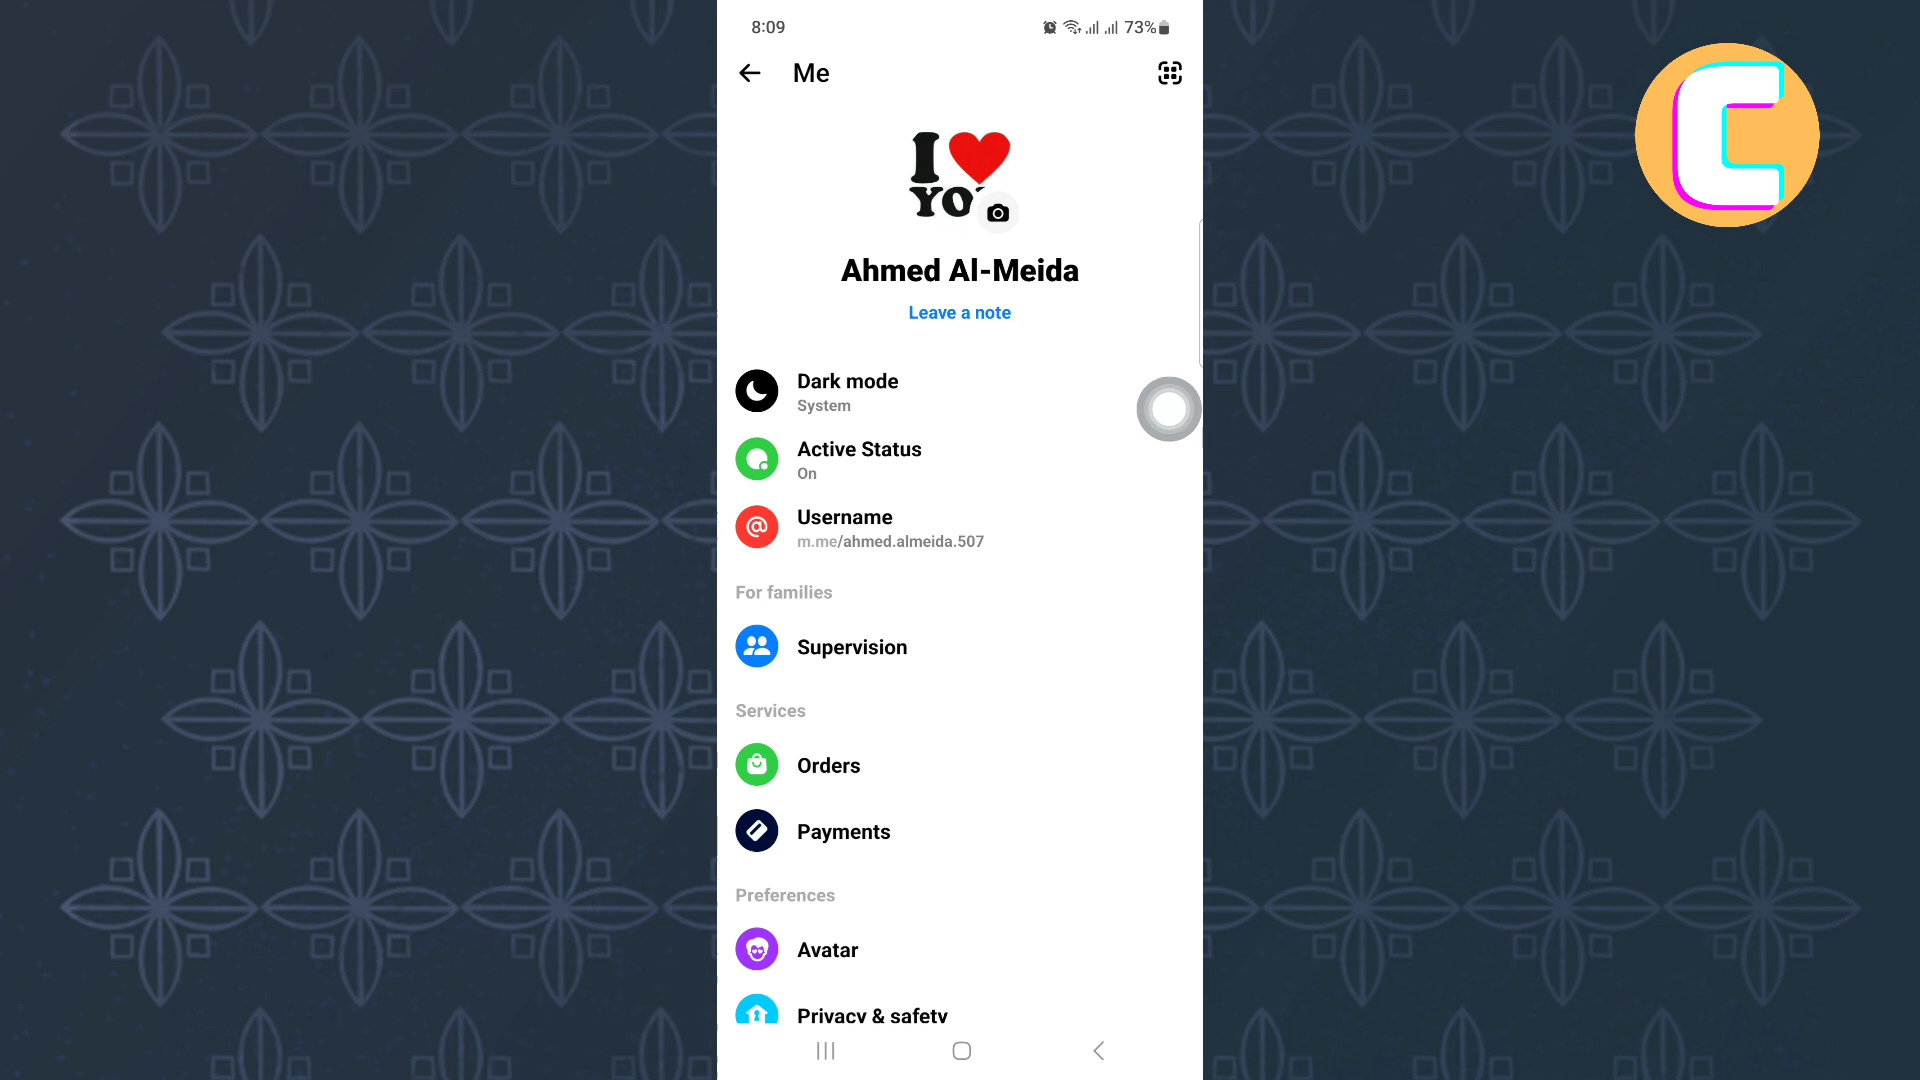 8:09
73%
Me
I
YO
Ahmed Al-Meida
Leave a note
Dark mode
System
Active Status
On
@
Username
m.me/ahmed.almeida.507
For families
Supervision
Services
Orders
Payments
Preferences
Avatar
Privacy & safety
C